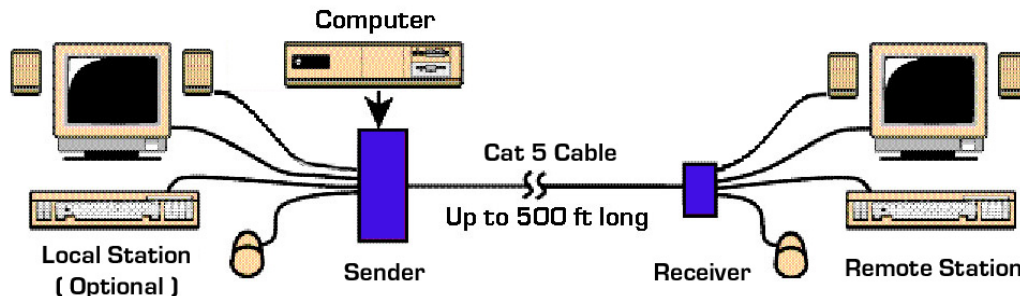 Computer
Cat 5 Cable
Up to 500 ft long
Local Station
( Optional )
Sender
Receiver
Remote Station